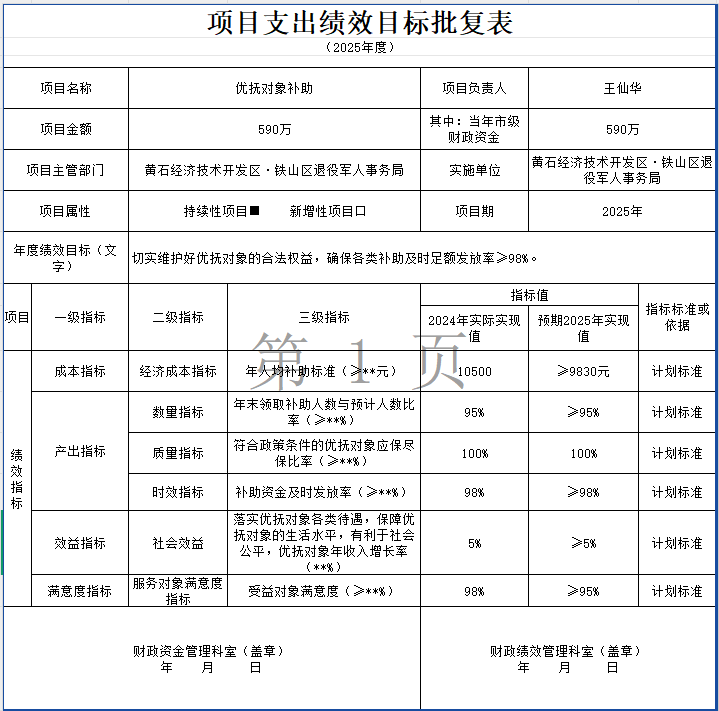 项目支出绩效目标批复表
（2025年度）
项目名称 优抚对象补助 项目负责人 王仙华
项目金额 590万 其中：当年市级
财政资金 590万
项目主管部门 黄石经济技术开发区·铁山区退役军人事务局 实施单位 黄石经济技术开发区·铁山区退
役军人事务局
项目属性 持续性项目■ 新增性项目口 项目期 2025年
年度绩效目标（文
字） 切实维护好优抚对象的合法权益，确保各类补助及时足额发放率≥98%。
项目 一级指标 二级指标 三级指标 指标值 指标标准或
依据
2024年实际实现
值 预期2025年实现
值
绩
效
指
标
成本指标 经济成本指标 年人均补助标准（≥**元） 10500 ≥9830元 计划标准
产出指标 数量指标 年末领取补助人数与预计人数比
率（≥**%） 95% ≥95% 计划标准
质量指标 符合政策条件的优抚对象应保尽
保比率（≥**%） 100% 100% 计划标准
时效指标 补助资金及时发放率（≥**%） 98% ≥98% 计划标准
效益指标 社会效益 落实优抚对象各类待遇，保障优
抚对象的生活水平，有利于社会
公平，优抚对象年收入增长率
（**%） 5% ≥5% 计划标准
满意度指标 服务对象满意度
指标 受益对象满意度（≥**%） 98% ≥95% 计划标准
财政资金管理科室（盖章）
年 月 日
财政绩效管理科室（盖章）
年 月 日
第 1 页